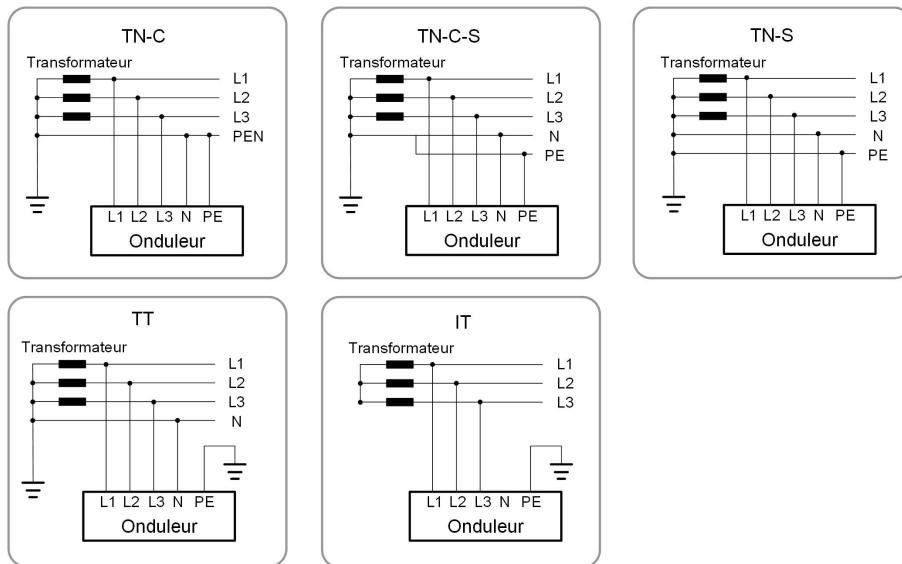 TN-C
Transformateur
L1
L2
L3
PEN
L1 L2 L3 N PE
Onduleur
TN-C-S
Transformateur
L1
L2
L3
N
PE
L1 L2 L3 N PE
Onduleur
TN-S
Transformateur
L1
L2
L3
N
PE
L1 L2 L3 N PE
Onduleur
TT
Transformateur
L1
L2
L3
N
L1 L2 L3 N PE
Onduleur
IT
Transformateur
L1
L2
L3
L1 L2 L3 N PE
Onduleur